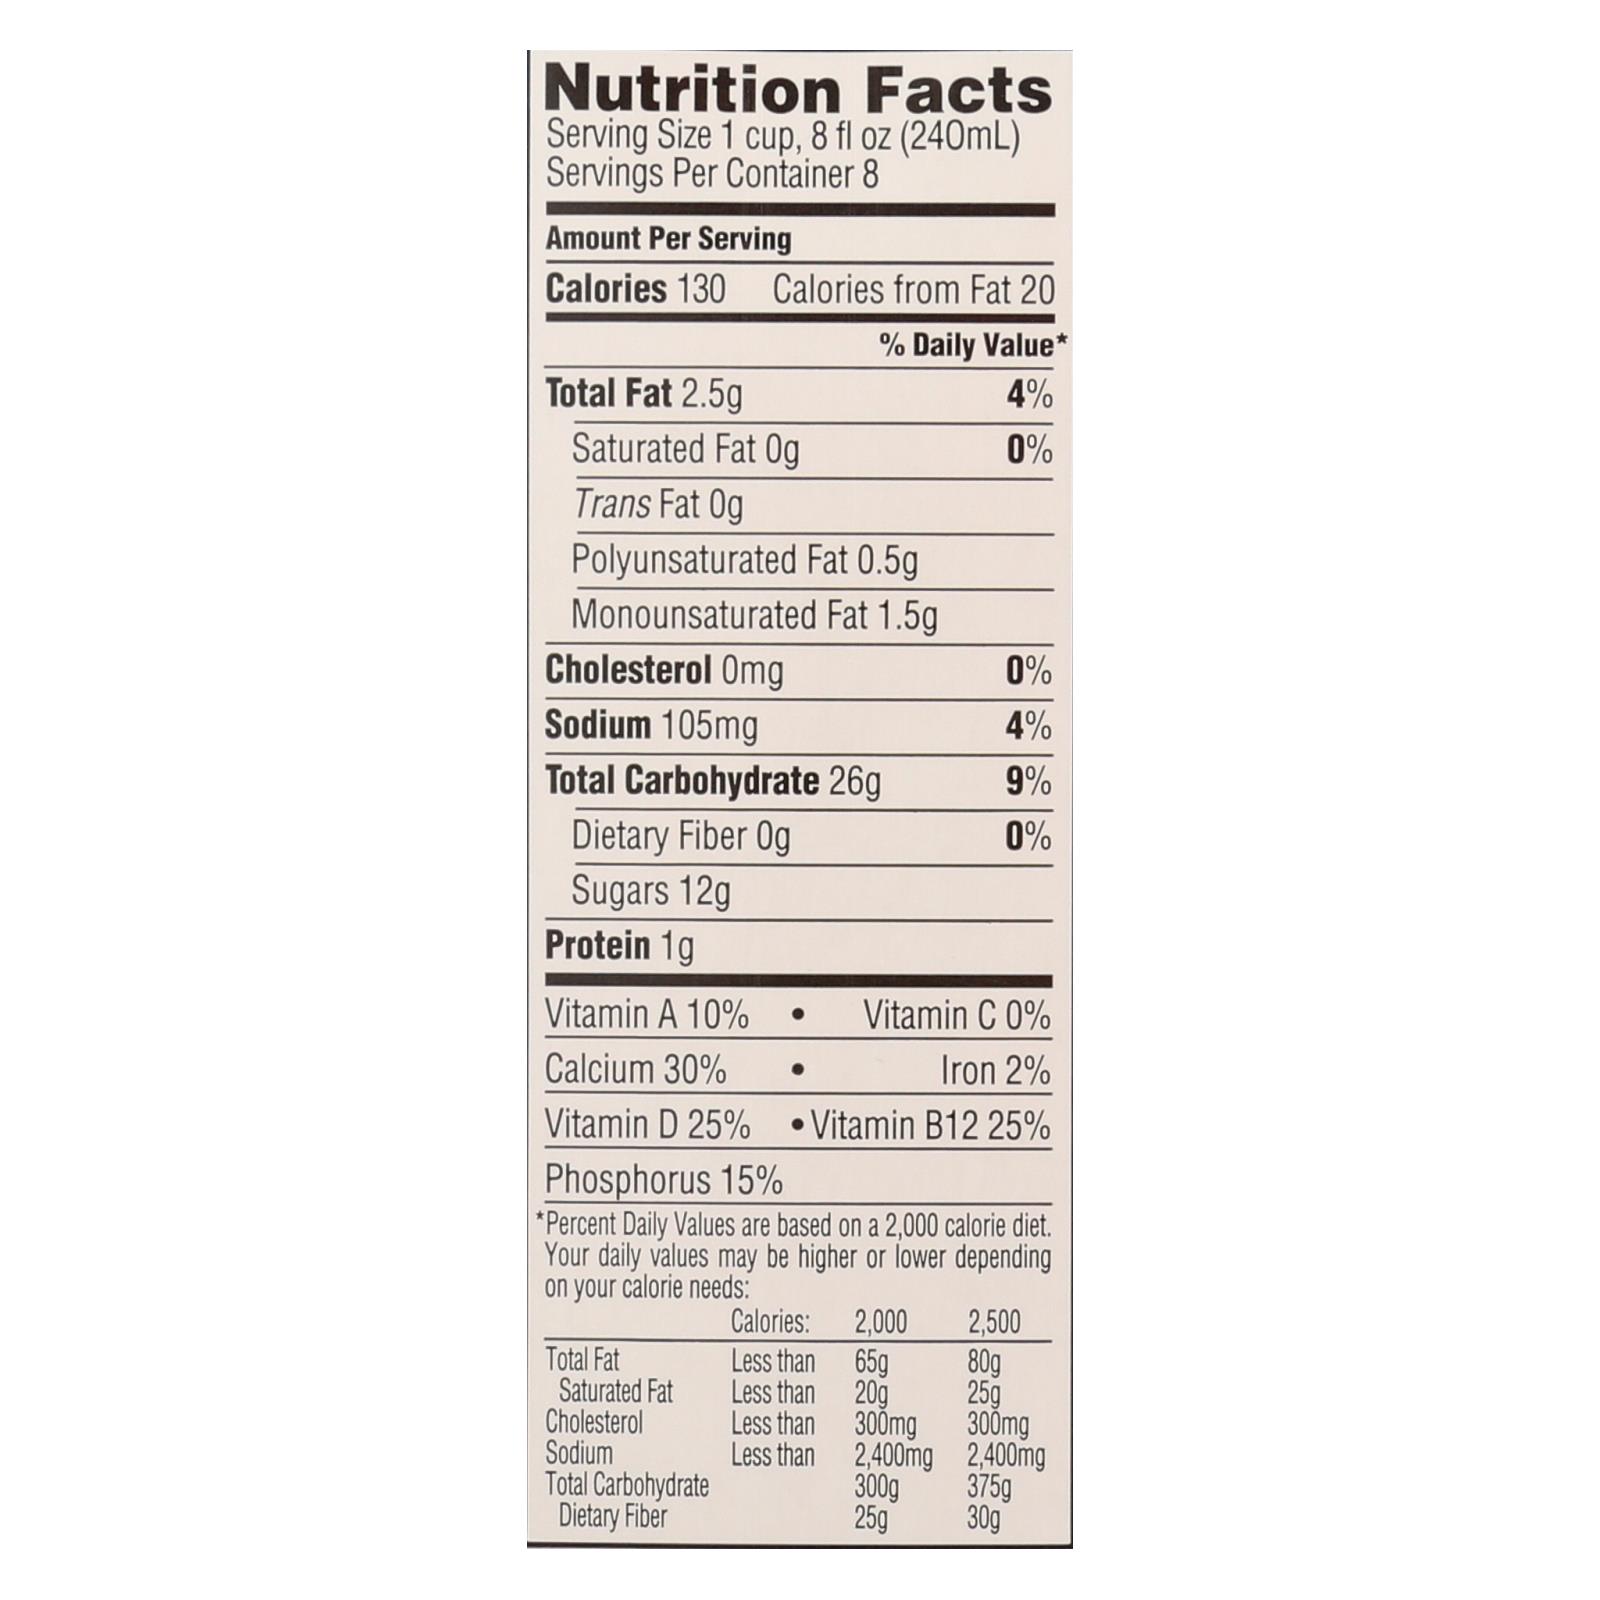 Nutrition Facts
Serving Size 1 cup, 8 fl oz (240mL)
Servings Per Container 8
Amount Per Serving
Calories 130 Calories from Fat 20
% Daily Value*
Total Fat 2.5g 4%
Saturated Fat 0g 0%
Trans Fat 0g
Polyunsaturated Fat 0.5g
Monounsaturated Fat 1.5g
Cholesterol 0mg 0%
Sodium 105mg 4%
Total Carbohydrate 26g 9%
Dietary Fiber 0g 0%
Sugars 12g
Protein 1g
Vitamin A 10% • Vitamin C 0%
Calcium 30% • Iron 2%
Vitamin D 25% • Vitamin B12 25%
Phosphorus 15%
*Percent Daily Values are based on a 2,000 calorie diet.
Your daily values may be higher or lower depending
on your calorie needs:
Calories: 2,000 2,500
Total Fat Less than 65g 80g
Saturated Fat Less than 20g 25g
Cholesterol Less than 300mg 300mg
Sodium Less than 2,400mg 2,400mg
Total Carbohydrate 300g 375g
Dietary Fiber 25g 30g